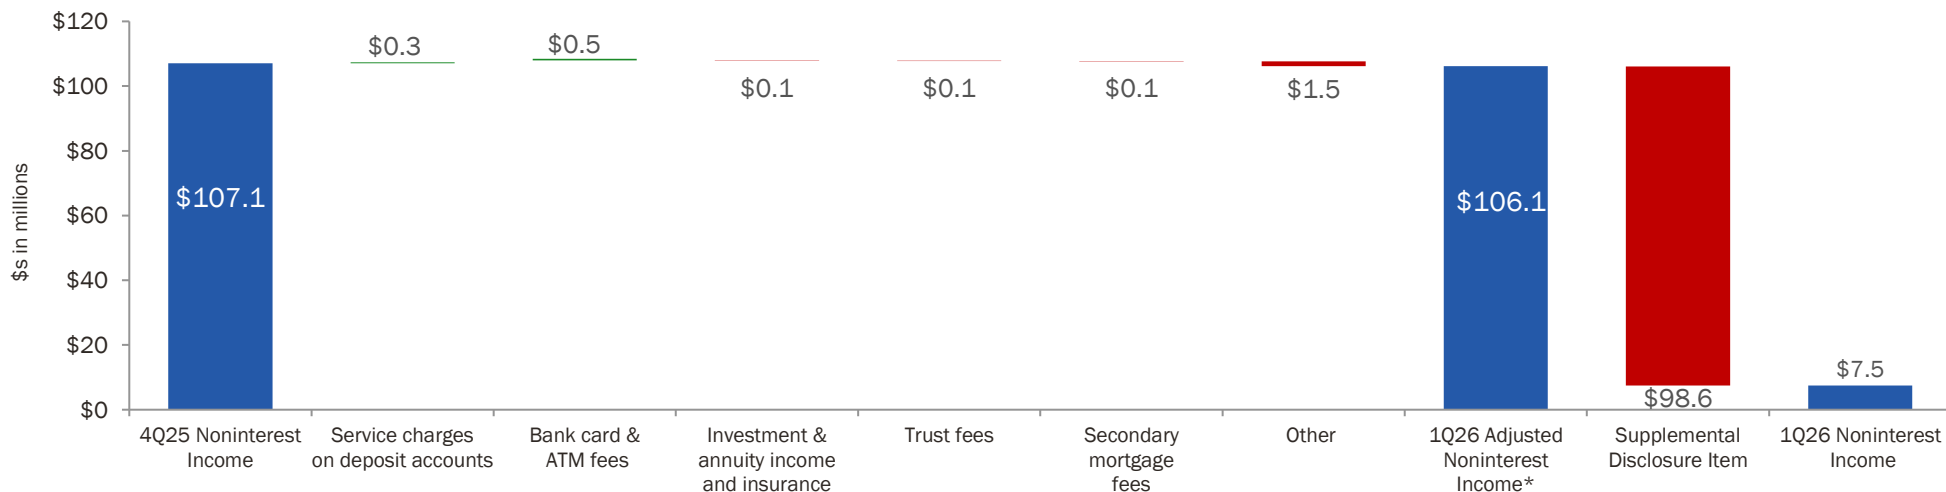 $120
$100
$80
$60
$40
$20
$0
$s in millions
$107.1
$0.3
$0.5
$0.1
$0.1
$0.1
$1.5
$106.1
$98.6
$7.5
4Q25 Noninterest
Income
Service charges
on deposit accounts
Bank card &
ATM fees
Investment &
annuity income
and insurance
Trust fees
Secondary
mortgage
fees
Other
1Q26 Adjusted
Noninterest
Income*
Supplemental
Disclosure Item
1Q26 Noninterest
Income